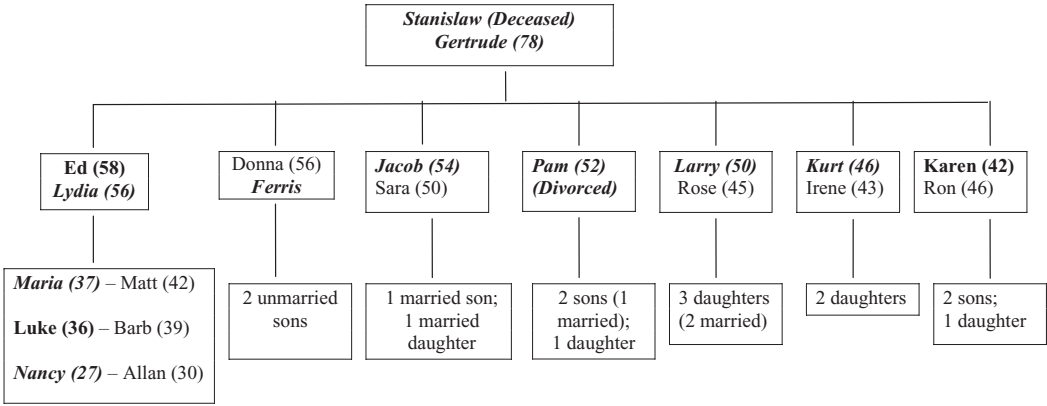 Stanislaw (Deceased)
Gertrude (78)
Ed (58)
Lydia (56)
Donna (56)
Ferris
Jacob (54)
Sara (50)
Pam (52)
(Divorced)
Larry (50)
Rose (45)
Kurt (46)
Irene (43)
Karen (42)
Ron (46)
Maria (37) – Matt (42)
Luke (36) – Barb (39)
Nancy (27) – Allan (30)
2 unmarried
sons
1 married son;
1 married
daughter
2 sons (1
married);
1 daughter
3 daughters
(2 married)
2 daughters
2 sons;
1 daughter